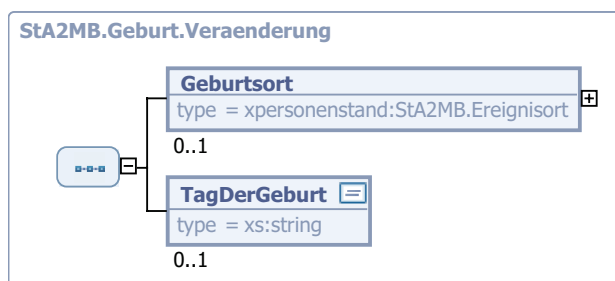 StA2MB.Geburt.Veraenderung
Geburtsort
type = xpersonenstand:StA2MB.Ereignisort
0..1
TagDerGeburt
type = xs:string
0..1